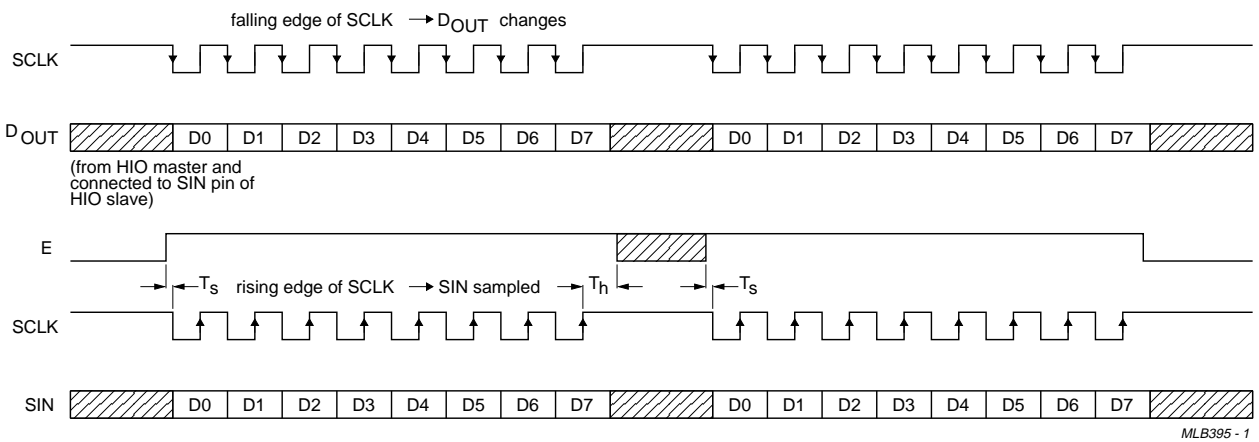 falling edge of SCLK → DOUT changes
SCLK
DOUT D0 D1 D2 D3 D4 D5 D6 D7 D0 D1 D2 D3 D4 D5 D6 D7
(from HIO master and
connected to SIN pin of
HIO slave)
E
Ts rising edge of SCLK → SIN sampled Th Ts
SCLK
SIN D0 D1 D2 D3 D4 D5 D6 D7 D0 D1 D2 D3 D4 D5 D6 D7
MLB395 - 1